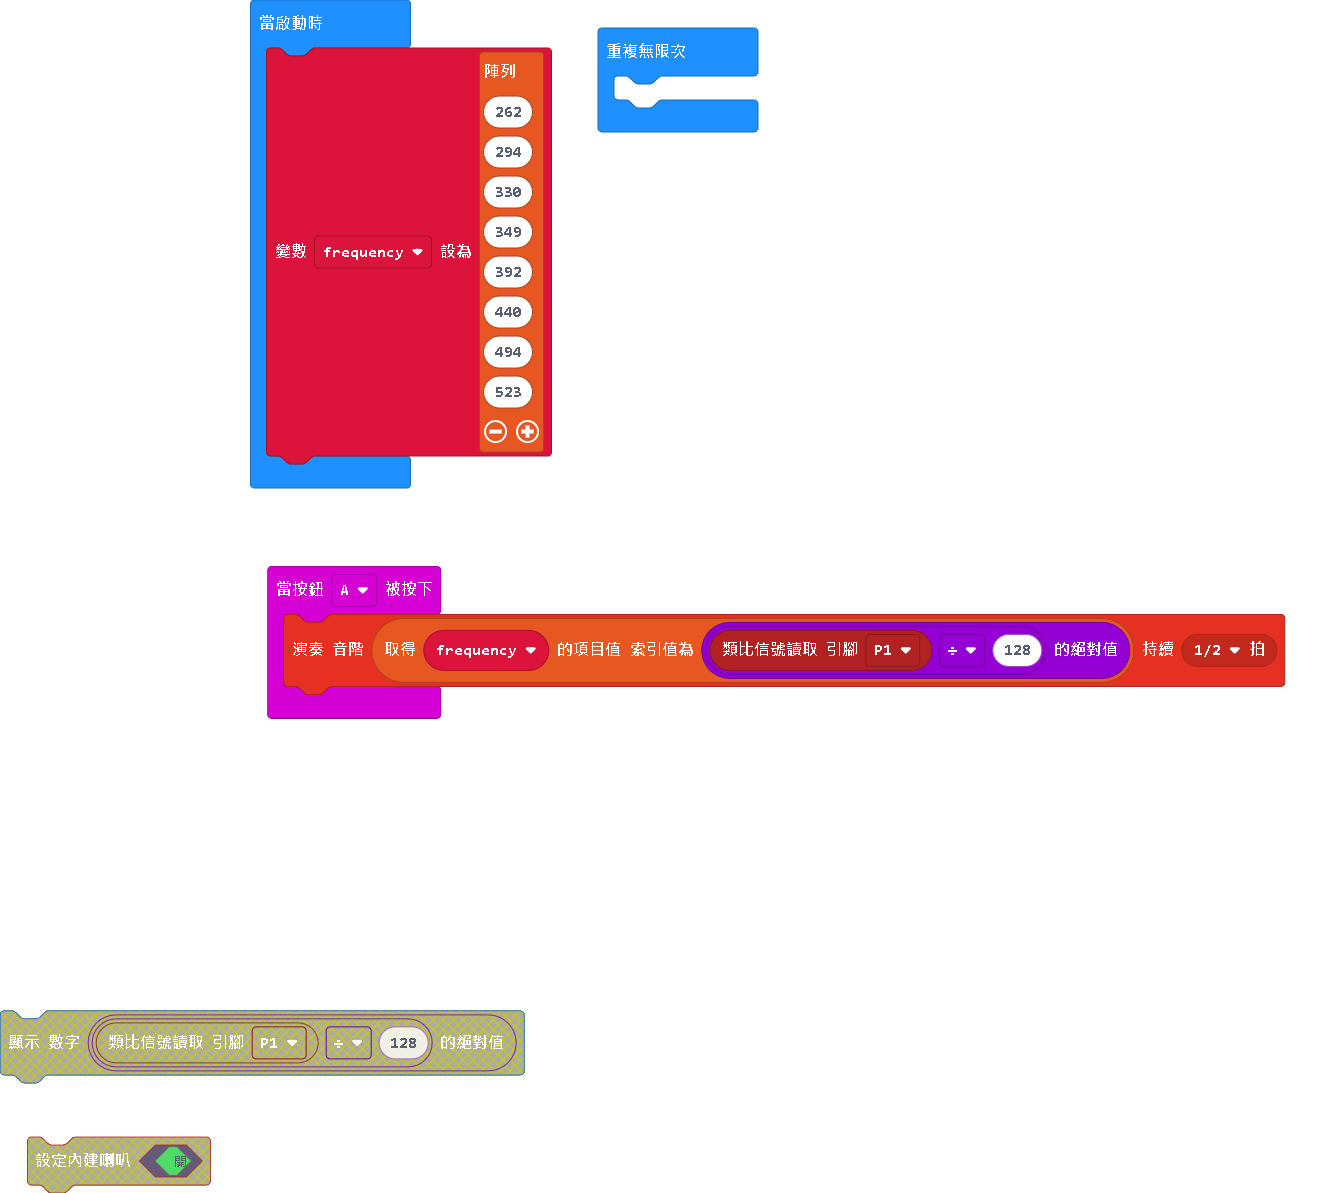 當啟動時
變數 frequency 設為
陣列
262
294
330
349
392
440
494
523
重複無限次
當按鈕 A 被按下
演奏 音階 取得 frequency 的項目值 索引值為 類比信號讀取 引腳 P1 ÷ 128 的絕對值 持續 1/2 拍
顯示 數字 類比信號讀取 引腳 P1 ÷ 128 的絕對值
設定內建喇叭 開